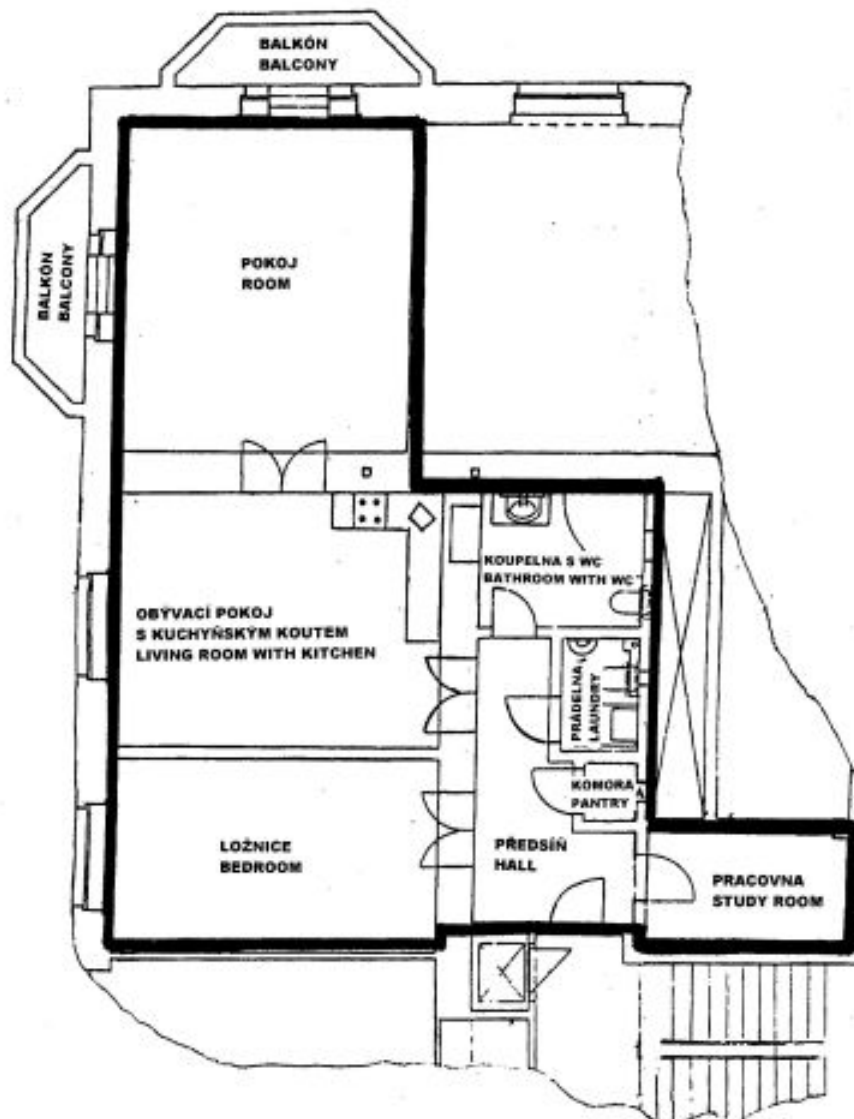 BALKÓN
BALCONY
BALKÓN
BALCONY
POKOJ
ROOM
KOUPELNA S WC
BATHROOM WITH WC
OBÝVACÍ POKOJ
S KUCHYŇSKÝM KOUTEM
LIVING ROOM WITH KITCHEN
PRÁDELNA
LAUNDRY
KOMORA
PANTRY
LOŽNICE
BEDROOM
PŘEDSÍŇ
HALL
PRACOVNA
STUDY ROOM